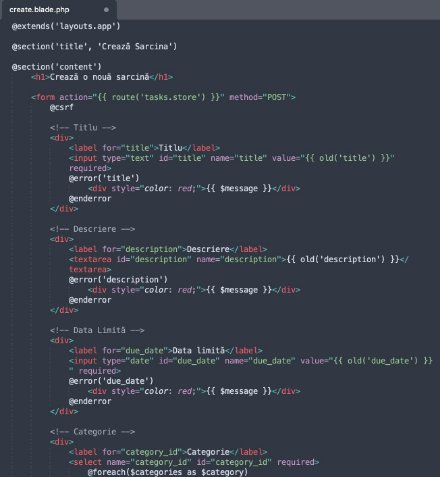 create.blade.php
@extends('layouts.app')
@section('title', 'Crează Sarcina')
@section('content')
<h1>Crează o nouă sarcină</h1>
<form action="{{ route('tasks.store') }}" method="POST">
@csrf
<!-- Titlu -->
<div>
<label for="title">Titlu</label>
<input type="text" id="title" name="title" value="{{ old('title') }}"
required>
@error('title')
<div style="color: red;">{{ $message }}</div>
@enderror
</div>
<!-- Descriere -->
<div>
<label for="description">Descriere</label>
<textarea id="description" name="description">{{ old('description') }}</
textarea>
@error('description')
<div style="color: red;">{{ $message }}</div>
@enderror
</div>
<!-- Data Limită -->
<div>
<label for="due_date">Data limită</label>
<input type="date" id="due_date" name="due_date" value="{{ old('due_date') }}
" required>
@error('due_date')
<div style="color: red;">{{ $message }}</div>
@enderror
</div>
<!-- Categorie -->
<div>
<label for="category_id">Categorie</label>
<select name="category_id" id="category_id" required>
@foreach($categories as $category)